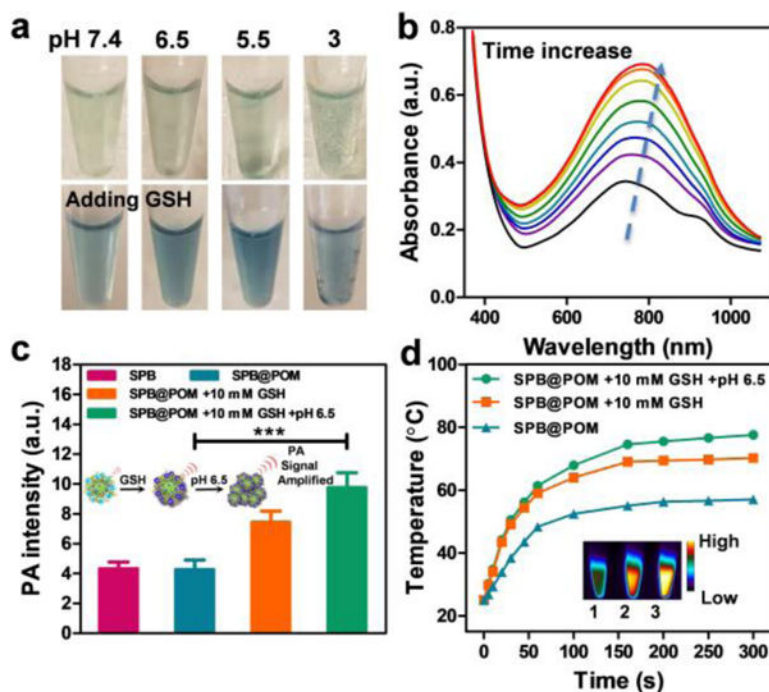 a
pH 7.4 6.5 5.5 3
Adding GSH
b
Time increase
Absorbance (a.u.)
0.8
0.6
0.4
0.2
0.0
400 600 800 1000
Wavelength (nm)
c
PA intensity (a.u.)
18
16
14
12
10
8
6
4
2
0
SPB SPB@POM
SPB@POM +10 mM GSH
SPB@POM +10 mM GSH +pH 6.5
***
GSH pH 6.5
PA
Signal
Amplified
d
Temperature (°C)
100
80
60
40
20
SPB@POM +10 mM GSH +pH 6.5
SPB@POM +10 mM GSH
SPB@POM
High
Low
1 2 3
0 50 100 150 200 250 300
Time (s)